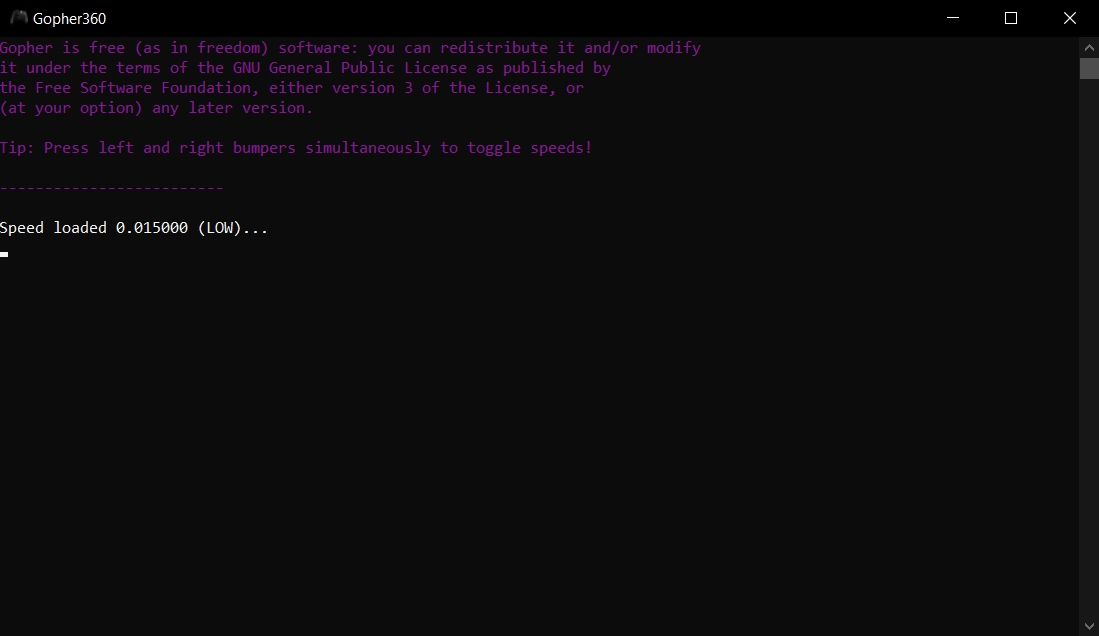 Gopher360
Gopher is free (as in freedom) software: you can redistribute it and/or modify
it under the terms of the GNU General Public License as published by
the Free Software Foundation, either version 3 of the License, or
(at your option) any later version.
Tip: Press left and right bumpers simultaneously to toggle speeds!
-------------------------
Speed loaded 0.015000 (LOW)...